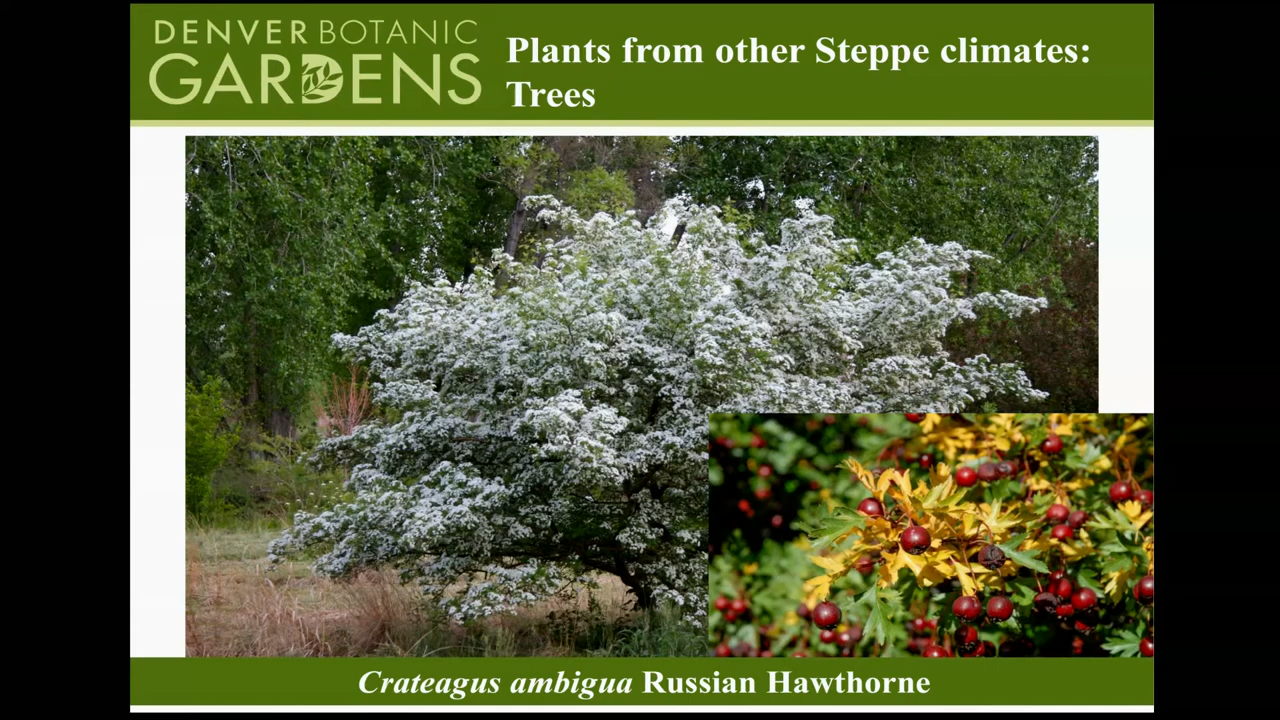 DENVER BOTANIC
GARDENS
Plants from other Steppe climates:
Trees
Crateagus ambigua Russian Hawthorne